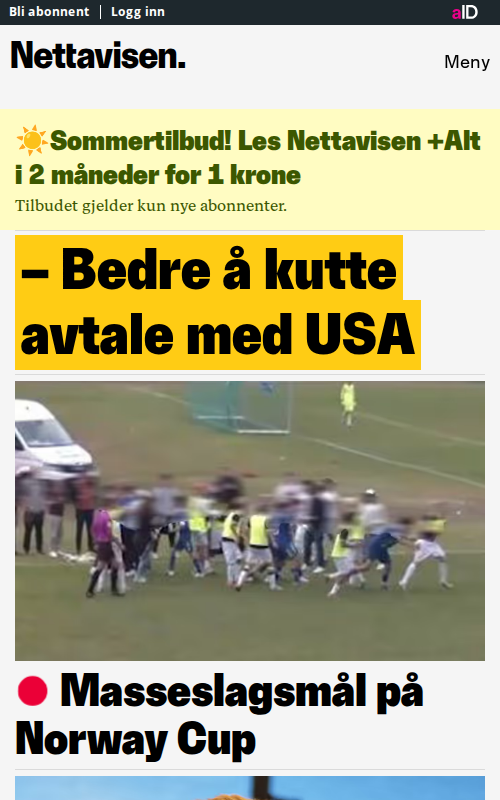 Bli abonnent | Logg inn
aID
Nettavisen.
Meny
Sommertilbud! Les Nettavisen +Alt
i 2 måneder for 1 krone
Tilbudet gjelder kun nye abonnenter.
– Bedre å kutte
avtale med USA
Masseslagsmål på
Norway Cup